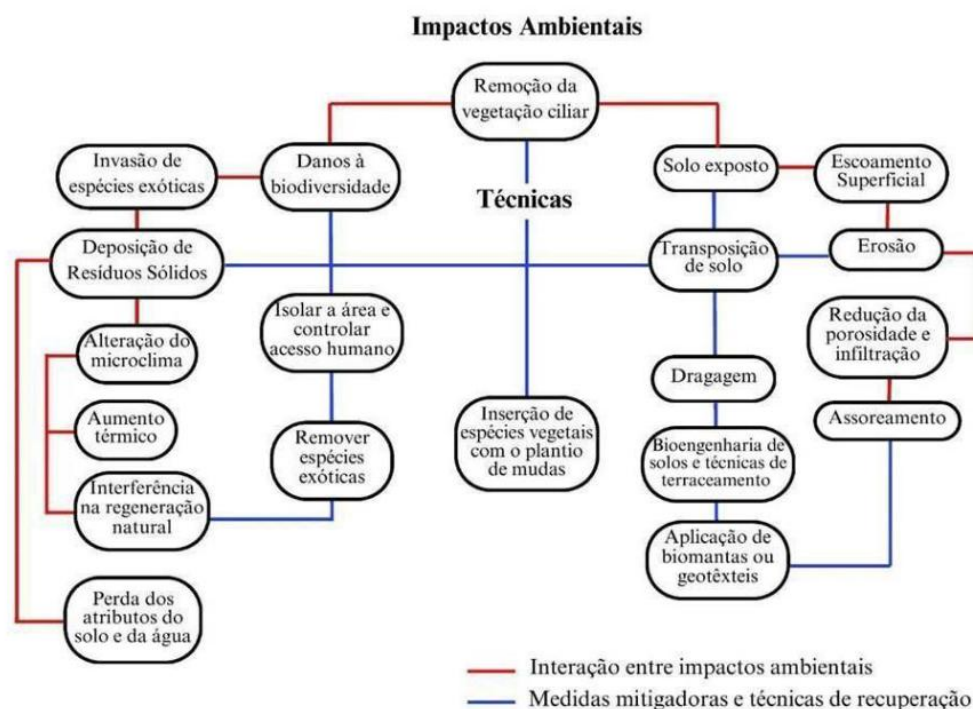 Impactos Ambientais
Remoção da
vegetação ciliar
Invasão de
espécies exóticas
Danos à
biodiversidade
Solo exposto
Escoamento
Superficial
Técnicas
Deposição de
Resíduos Sólidos
Transposição
de solo
Erosão
Isolar a área e
controlar
acesso humano
Redução da
porosidade e
infiltração
Alteração do
microclima
Dragagem
Aumento
térmico
Inserção de
espécies vegetais
com o plantio
de mudas
Assoreamento
Remover
espécies
exóticas
Bioengenharia de
solos e técnicas de
terraceamento
Interferência
na regeneração
natural
Aplicação de
biomantas ou
geotêxteis
Perda dos
atributos do
solo e da água
Interação entre impactos ambientais
Medidas mitigadoras e técnicas de recuperação